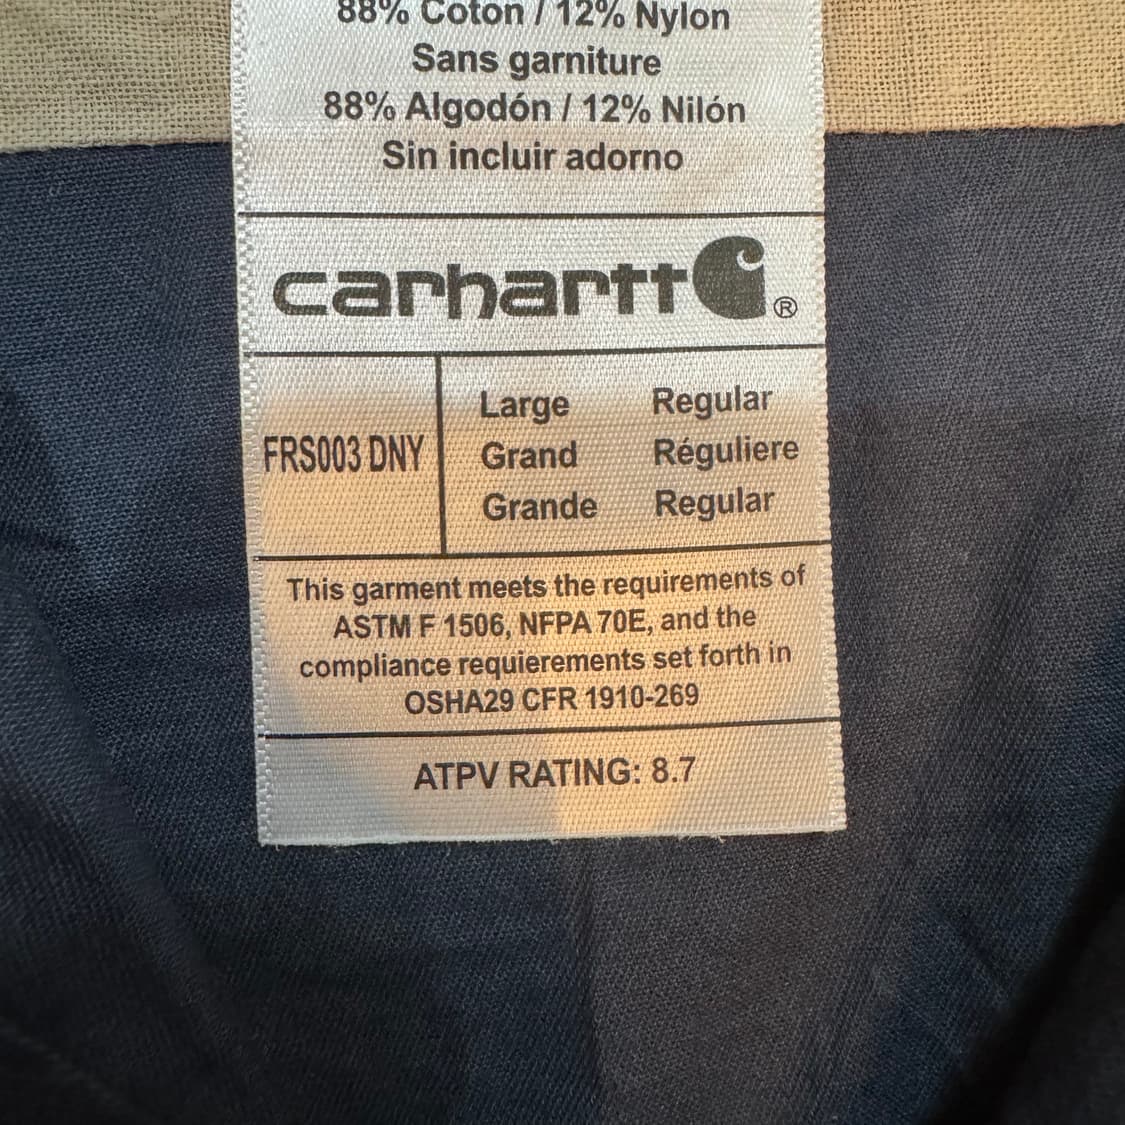 88% Coton / 12% Nylon
Sans garniture
88% Algodón / 12% Nilón
Sin incluir adorno
carhartt ®
FRS003 DNY
Large Regular
Grand Réguliere
Grande Regular
This garment meets the requirements of
ASTM F 1506, NFPA 70E, and the
compliance requierements set forth in
OSHA29 CFR 1910-269
ATPV RATING: 8.7